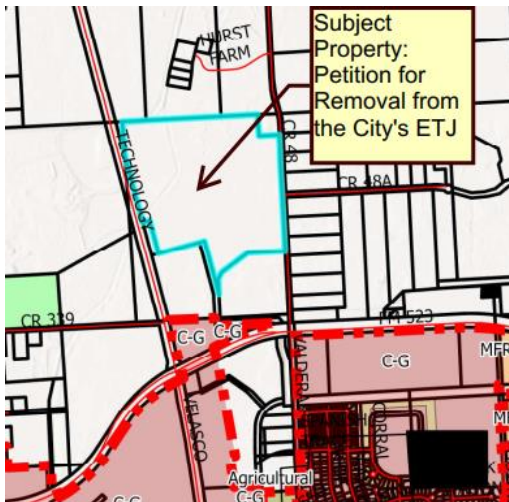 Subject
Property:
Petition for
Removal from
the City's ETJ
HURST
FARM
TECHNOLOGY
CR 48
CR 48A
CR 339
FM 523
C-G
C-G
C-G
MFR
VELASCO
CORRAL
Agricultural
C-G
C-G